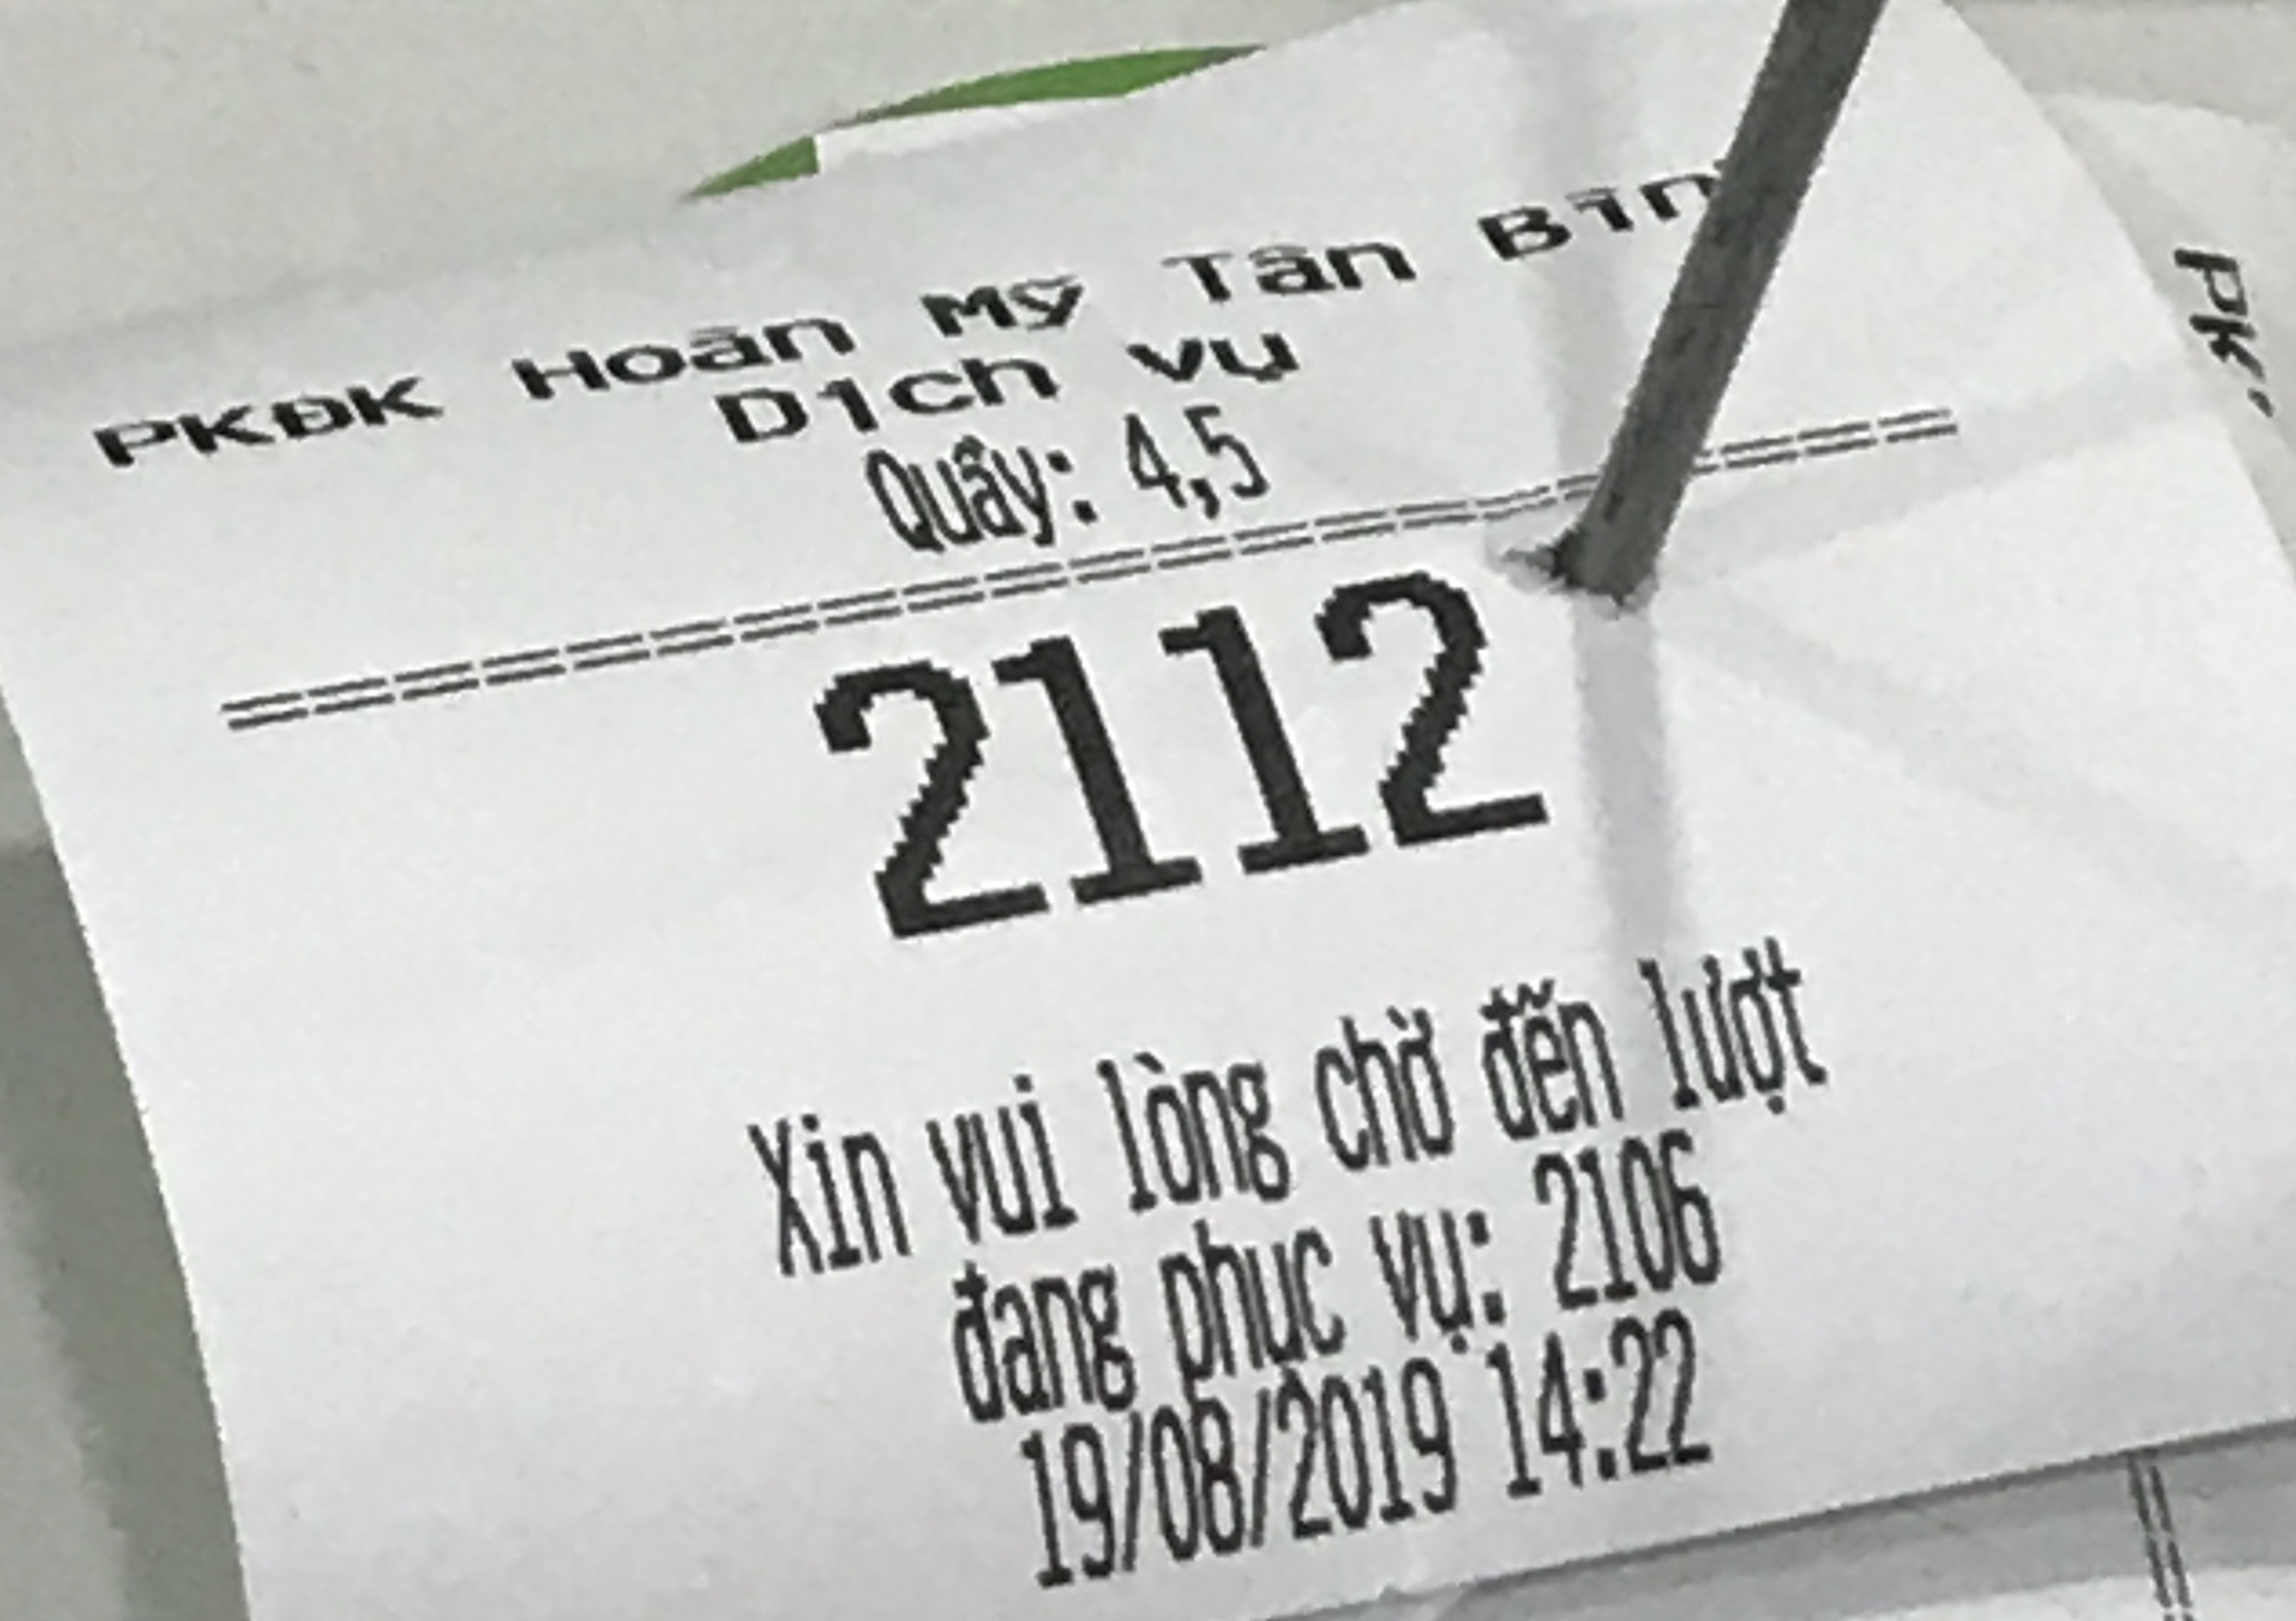 PKĐK Hoàn Mỹ Tân Bìn
Dịch vụ
Quầy: 4,5
2112
Xin vui lòng chờ đến lượt
đang phục vụ: 2106
19/08/2019 14:22
PK